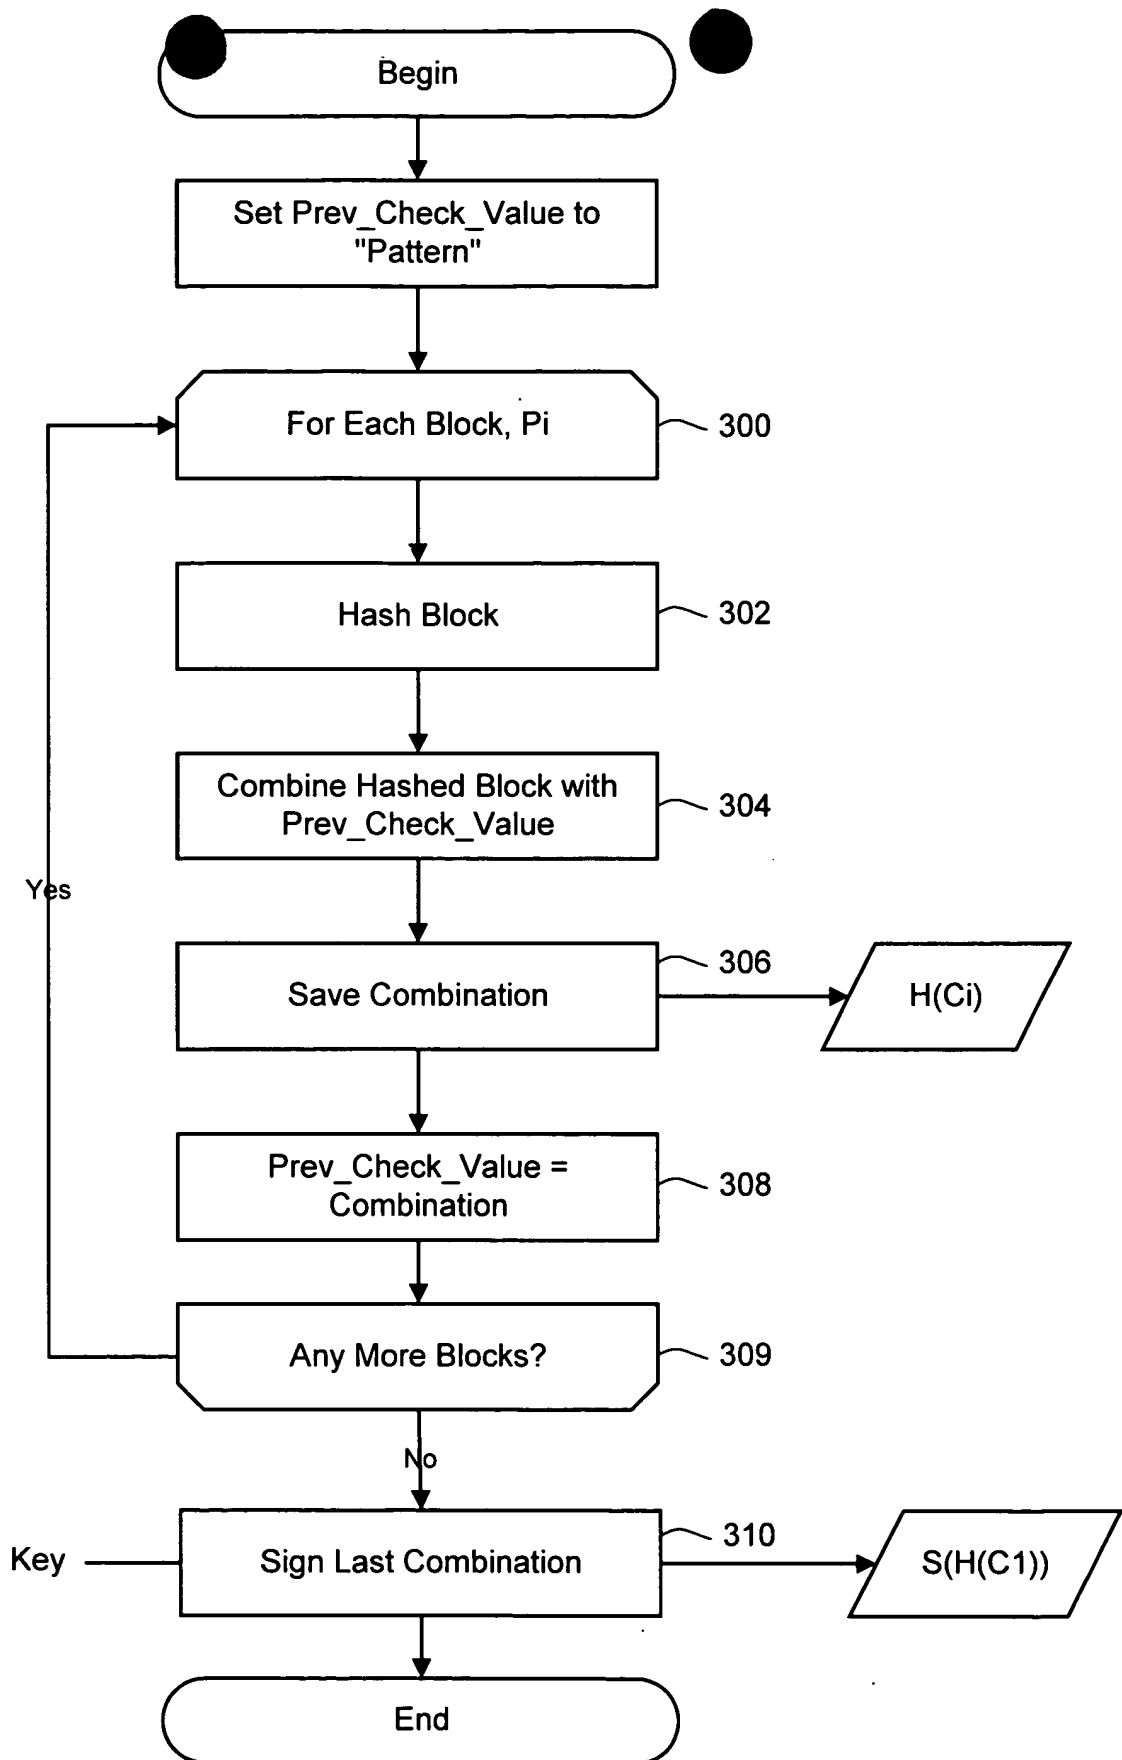 Begin
Set Prev_Check_Value to
"Pattern"
For Each Block, Pi
300
Hash Block
302
Combine Hashed Block with
Prev_Check_Value
304
Yes
Save Combination
306
H(Ci)
Prev_Check_Value =
Combination
308
Any More Blocks?
309
No
Key
Sign Last Combination
310
S(H(C1))
End